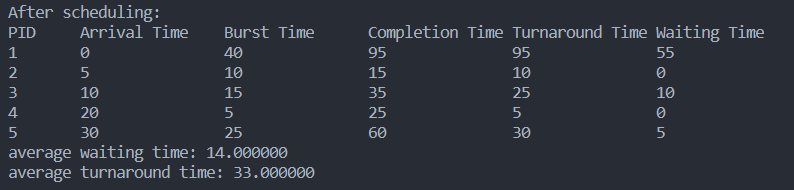 After scheduling:
PID Arrival Time Burst Time Completion Time Turnaround Time Waiting Time
1 0 40 95 95 55
2 5 10 15 10 0
3 10 15 35 25 10
4 20 5 25 5 0
5 30 25 60 30 5
average waiting time: 14.000000
average turnaround time: 33.000000